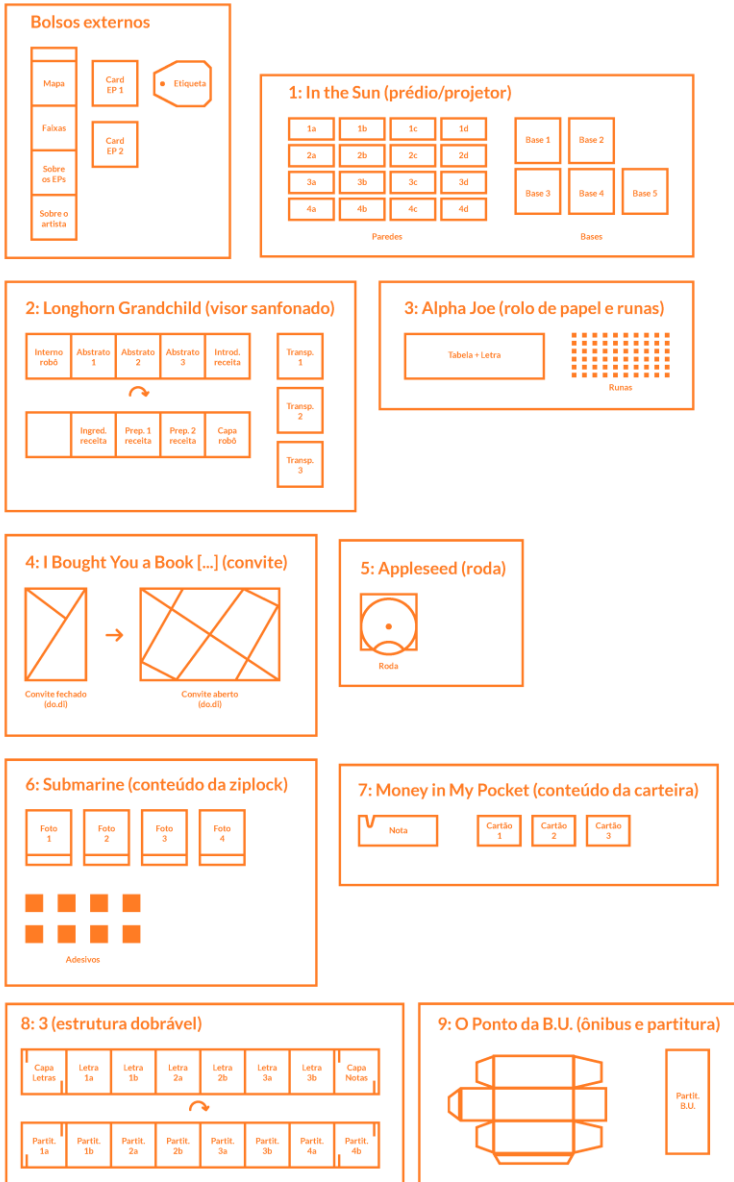 Bolsos externos
Mapa
Faixas
Sobre
os EPs
Sobre o
artista
Card
EP 1
Card
EP 2
Etiqueta
1: In the Sun (prédio/projetor)
1a 1b 1c 1d
2a 2b 2c 2d
3a 3b 3c 3d
4a 4b 4c 4d
Paredes
Base 1 Base 2
Base 3 Base 4 Base 5
Bases
2: Longhorn Grandchild (visor sanfonado)
Interno
robô
Abstrato
1
Abstrato
2
Abstrato
3
Introd.
receita
Ingred.
receita
Prep. 1
receita
Prep. 2
receita
Capa
robô
Transp.
1
Transp.
2
Transp.
3
3: Alpha Joe (rolo de papel e runas)
Tabela + Letra
Runas
4: I Bought You a Book [...] (convite)
Convite fechado
(do.di)
Convite aberto
(do.di)
5: Appleseed (roda)
Roda
6: Submarine (conteúdo da ziplock)
Foto
1
Foto
2
Foto
3
Foto
4
Adesivos
7: Money in My Pocket (conteúdo da carteira)
Nota
Cartão
1
Cartão
2
Cartão
3
8: 3 (estrutura dobrável)
Capa
Letras
Letra
1a
Letra
1b
Letra
2a
Letra
2b
Letra
3a
Letra
3b
Capa
Notas
Partit.
1a
Partit.
1b
Partit.
2a
Partit.
2b
Partit.
3a
Partit.
3b
Partit.
4a
Partit.
4b
9: O Ponto da B.U. (ônibus e partitura)
Partit.
B.U.